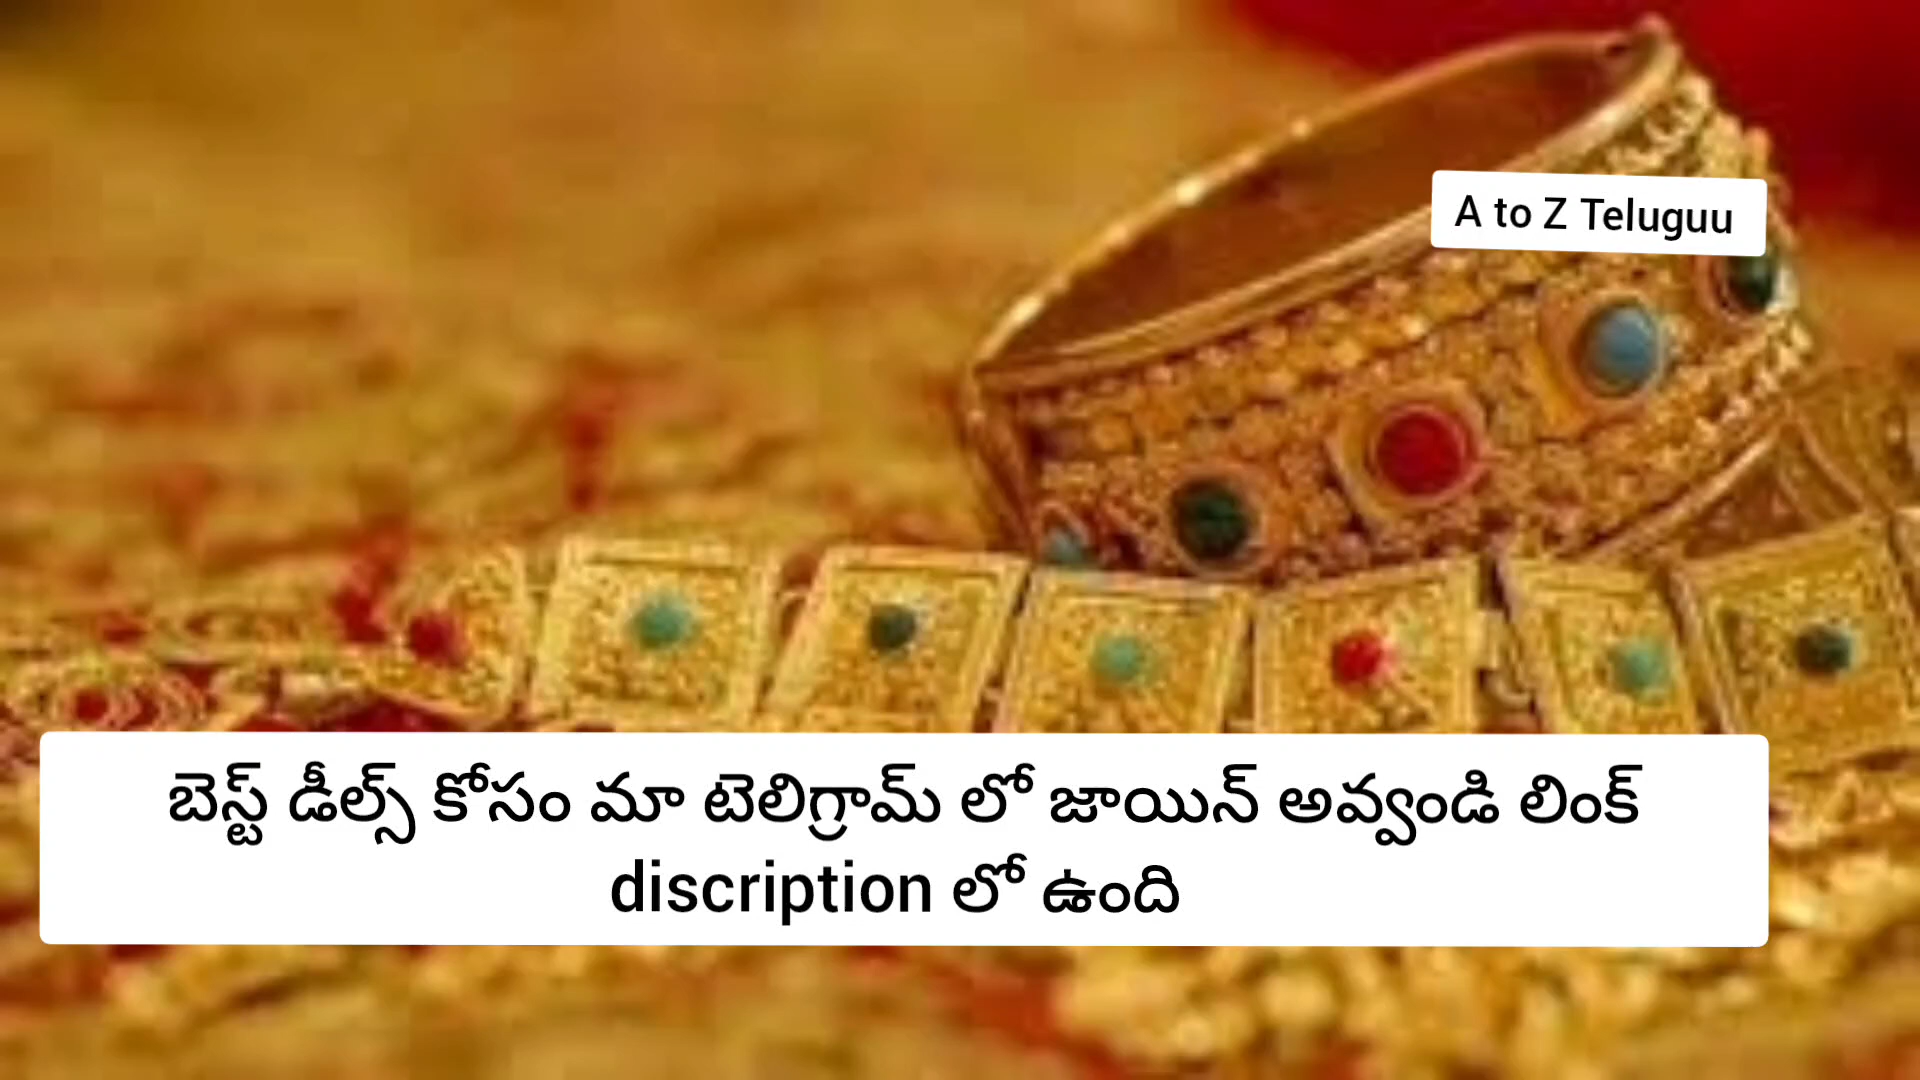 A to Z Teluguu
బెస్ట్ డీల్స్ కోసం మా టెలిగ్రామ్ లో జాయిన్ అవ్వండి లింక్
discription లో ఉంది